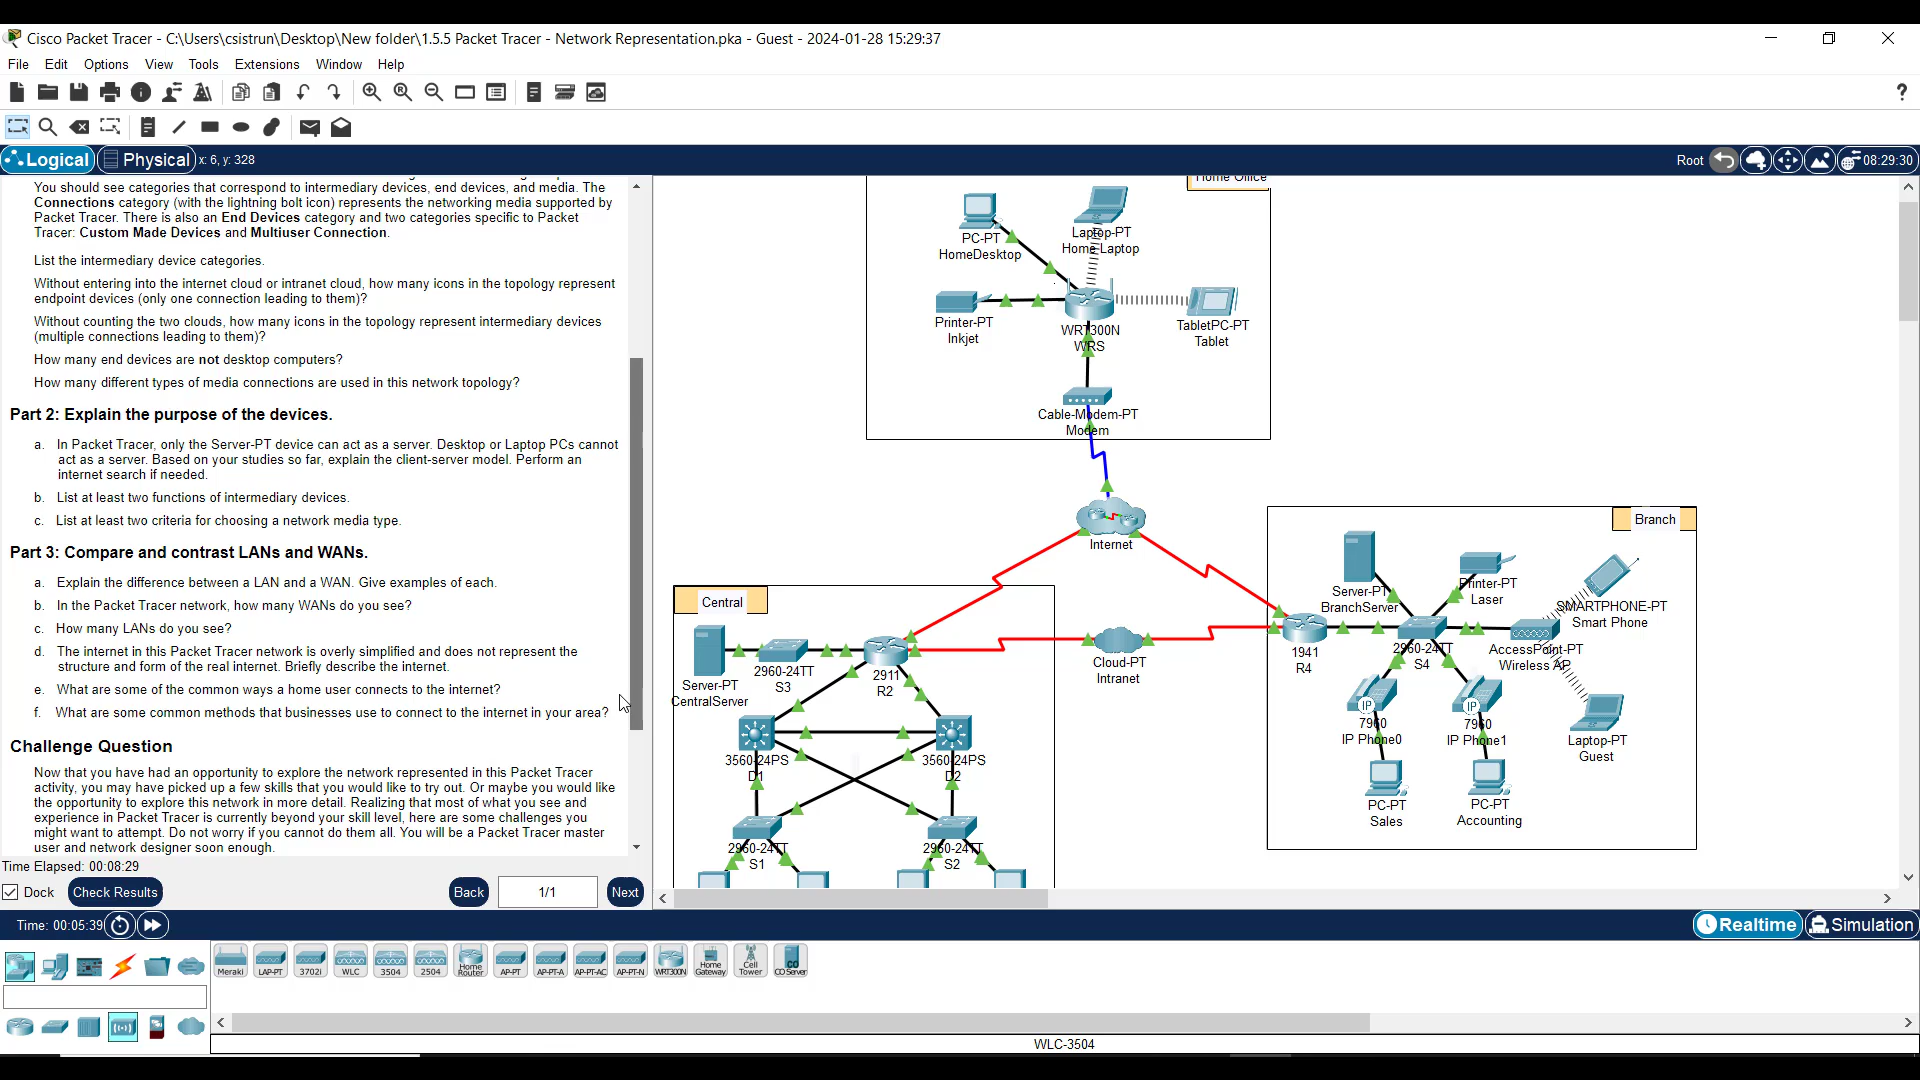 Cisco Packet Tracer - C:\Users\csistrun\Desktop\New folder\1.5.5 Packet Tracer - Network Representation.pka - Guest - 2024-01-28 15:29:37
File Edit Options View Tools Extensions Window Help
?
Logical Physical x: 6, y: 328
Root 08:29:30
You should see categories that correspond to intermediary devices, end devices, and media. The
Connections category (with the lightning bolt icon) represents the networking media supported by
Packet Tracer. There is also an End Devices category and two categories specific to Packet
Tracer: Custom Made Devices and Multiuser Connection.
List the intermediary device categories.
Without entering into the internet cloud or intranet cloud, how many icons in the topology represent
endpoint devices (only one connection leading to them)?
Without counting the two clouds, how many icons in the topology represent intermediary devices
(multiple connections leading to them)?
How many end devices are not desktop computers?
How many different types of media connections are used in this network topology?
Part 2: Explain the purpose of the devices.
a. In Packet Tracer, only the Server-PT device can act as a server. Desktop or Laptop PCs cannot
act as a server. Based on your studies so far, explain the client-server model. Perform an
internet search if needed.
b. List at least two functions of intermediary devices.
c. List at least two criteria for choosing a network media type.
Part 3: Compare and contrast LANs and WANs.
a. Explain the difference between a LAN and a WAN. Give examples of each.
b. In the Packet Tracer network, how many WANs do you see?
c. How many LANs do you see?
d. The internet in this Packet Tracer network is overly simplified and does not represent the
structure and form of the real internet. Briefly describe the internet.
e. What are some of the common ways a home user connects to the internet?
f. What are some common methods that businesses use to connect to the internet in your area?
Challenge Question
Now that you have had an opportunity to explore the network represented in this Packet Tracer
activity, you may have picked up a few skills that you would like to try out. Or maybe you would like
the opportunity to explore this network in more detail. Realizing that most of what you see and
experience in Packet Tracer is currently beyond your skill level, here are some challenges you
might want to attempt. Do not worry if you cannot do them all. You will be a Packet Tracer master
user and network designer soon enough.
Time Elapsed: 00:08:29
Dock Check Results Back 1/1 Next
Home Office
PC-PT
HomeDesktop
Laptop-PT
Home Laptop
Printer-PT
Inkjet
WRT300N
WRS
TabletPC-PT
Tablet
Cable-Modem-PT
Modem
Internet
Central
Server-PT
CentralServer
2960-24TT
S3
2911
R2
3560-24PS
D1
3560-24PS
D2
2960-24TT
S1
2960-24TT
S2
Cloud-PT
Intranet
Branch
Server-PT
BranchServer
Printer-PT
Laser
SMARTPHONE-PT
Smart Phone
1941
R4
2960-24TT
S4
AccessPoint-PT
Wireless AP
IP
7960
IP Phone0
IP
7960
IP Phone1
Laptop-PT
Guest
PC-PT
Sales
PC-PT
Accounting
Time: 00:05:39
Realtime Simulation
Meraki LAP-PT 3702i WLC 3504 2504 Home Router AP-PT AP-PT-A AP-PT-AC AP-PT-N WRT300N Home Gateway Cell Tower CO Server
WLC-3504